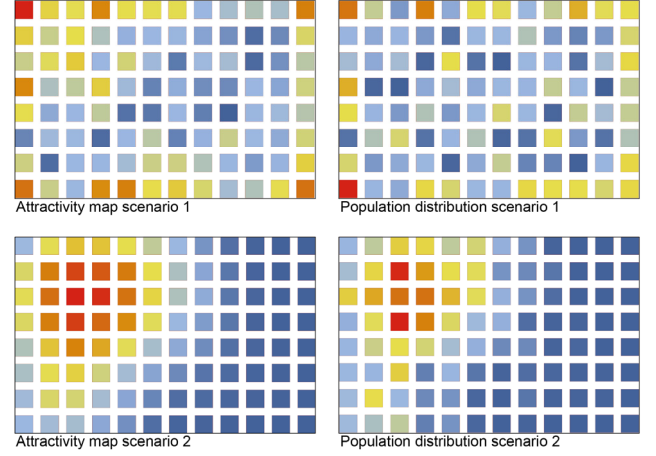 Attractivity map scenario 1
Population distribution scenario 1
Attractivity map scenario 2
Population distribution scenario 2